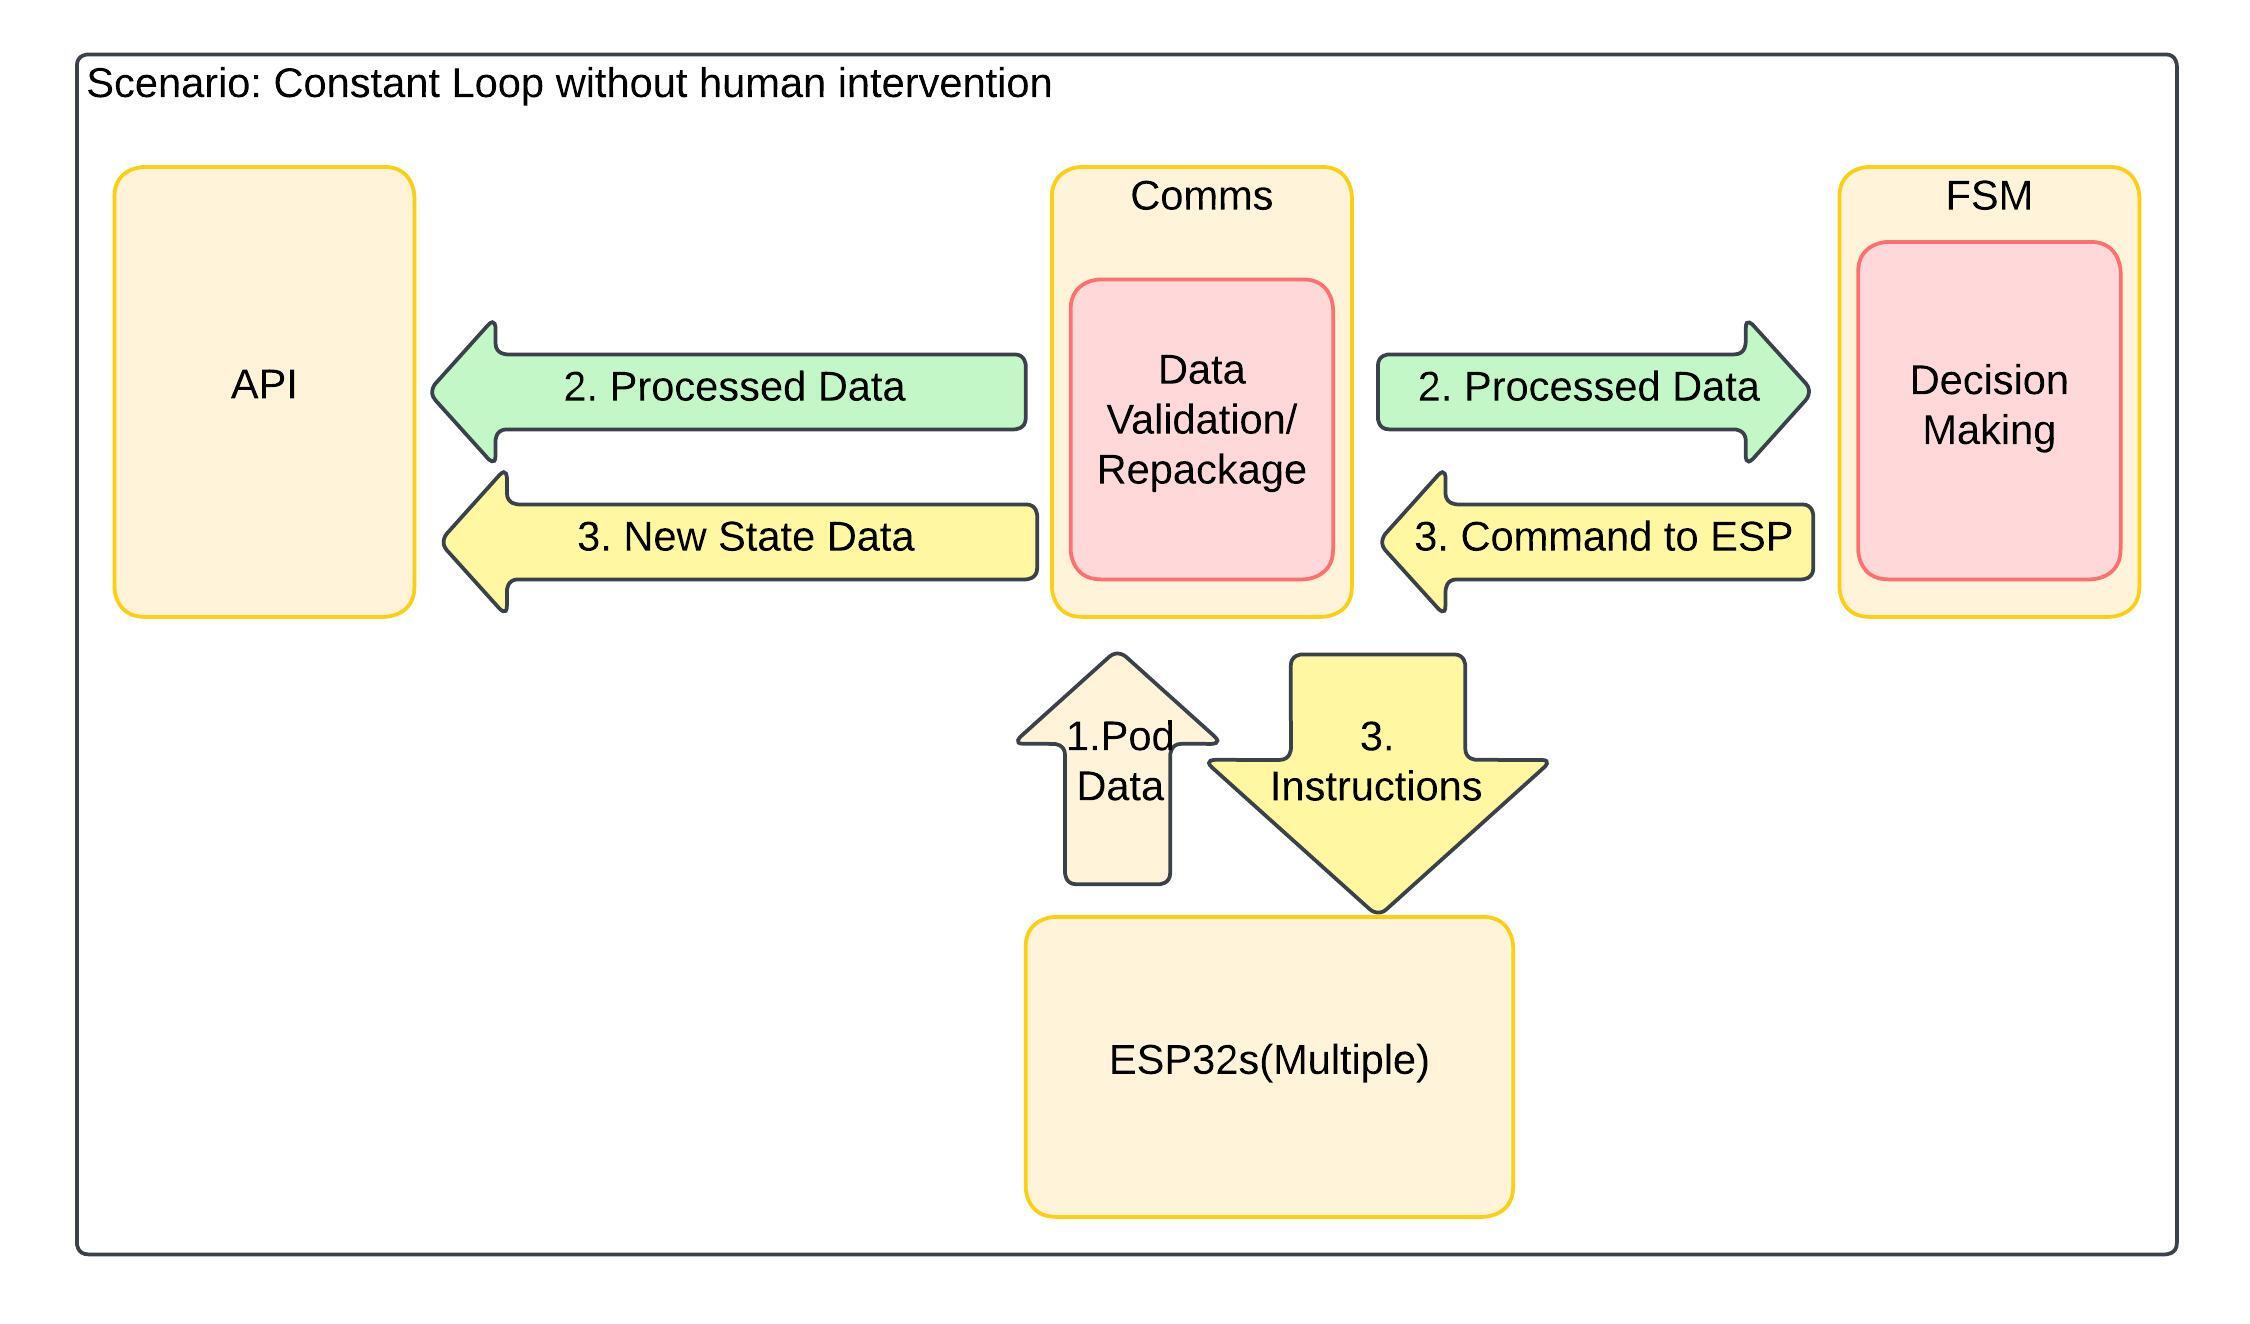 Scenario: Constant Loop without human intervention
API
Comms
FSM
2. Processed Data
Data
Validation/
Repackage
2. Processed Data
Decision
Making
3. New State Data
3. Command to ESP
1.Pod
Data
3.
Instructions
ESP32s(Multiple)